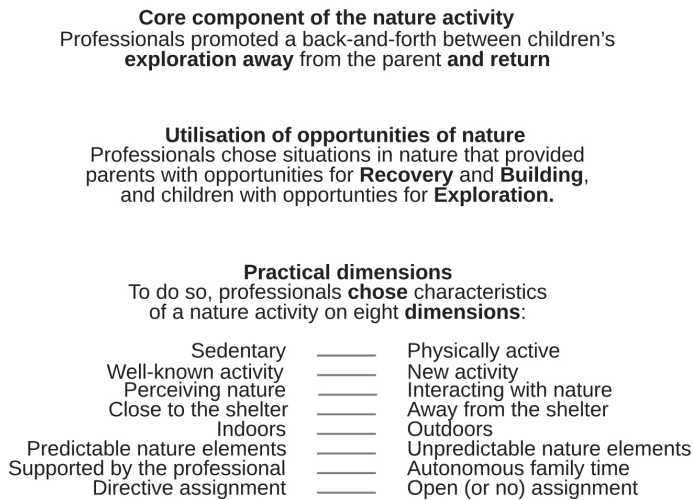 Core component of the nature activity
Professionals promoted a back-and-forth between children’s
exploration away from the parent and return
Utilisation of opportunities of nature
Professionals chose situations in nature that provided
parents with opportunities for Recovery and Building,
and children with opportunties for Exploration.
Practical dimensions
To do so, professionals chose characteristics
of a nature activity on eight dimensions:
Sedentary Physically active
Well-known activity New activity
Perceiving nature Interacting with nature
Close to the shelter Away from the shelter
Indoors Outdoors
Predictable nature elements Unpredictable nature elements
Supported by the professional Autonomous family time
Directive assignment Open (or no) assignment